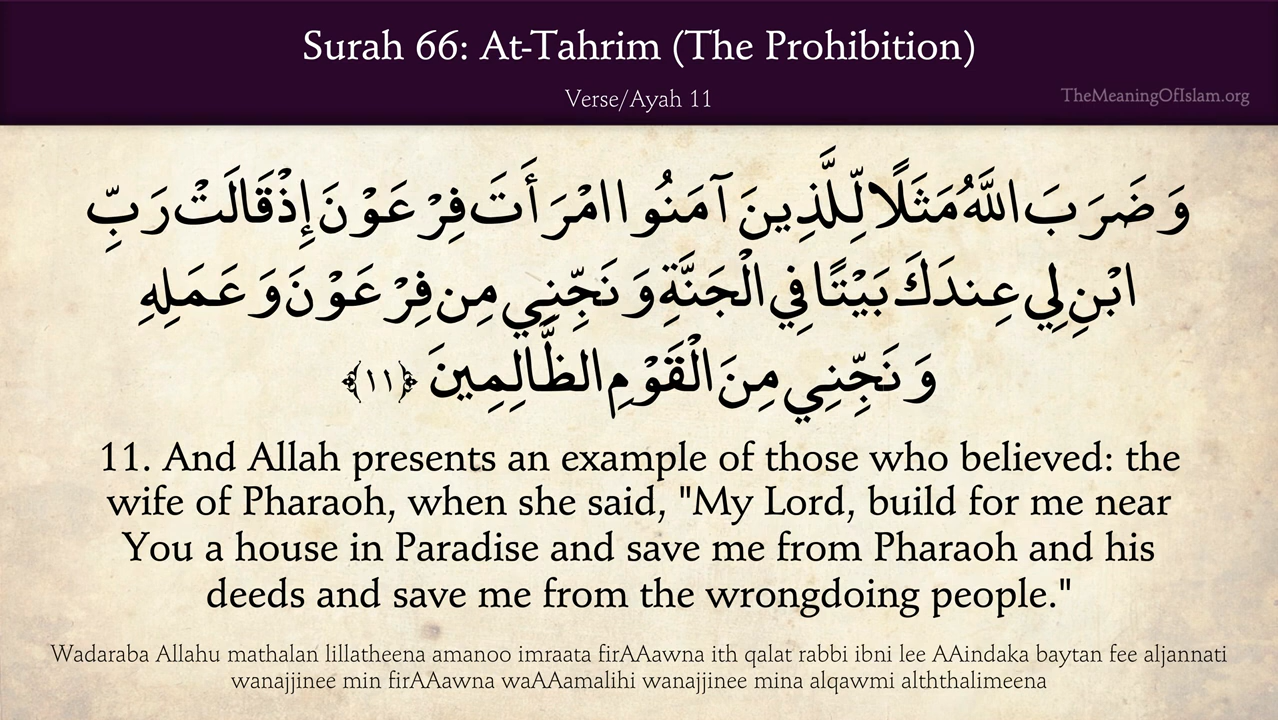 Surah 66: At-Tahrim (The Prohibition)
Verse/Ayah 11
TheMeaningOfIslam.org
وَضَرَبَ اللَّهُ مَثَلًا لِّلَّذِينَ آمَنُوا امْرَأَتَ فِرْعَوْنَ إِذْ قَالَتْ رَبِّ
ابْنِ لِي عِندَكَ بَيْتًا فِي الْجَنَّةِ وَنَجِّنِي مِن فِرْعَوْنَ وَعَمَلِهِ
وَنَجِّنِي مِنَ الْقَوْمِ الظَّالِمِينَ ﴿١١﴾
11. And Allah presents an example of those who believed: the
wife of Pharaoh, when she said, "My Lord, build for me near
You a house in Paradise and save me from Pharaoh and his
deeds and save me from the wrongdoing people."
Wadaraba Allahu mathalan lillatheena amanoo imraata firAAawna ith qalat rabbi ibni lee AAindaka baytan fee aljannati
wanajjinee min firAAawna waAAamalihi wanajjinee mina alqawmi alththalimeena